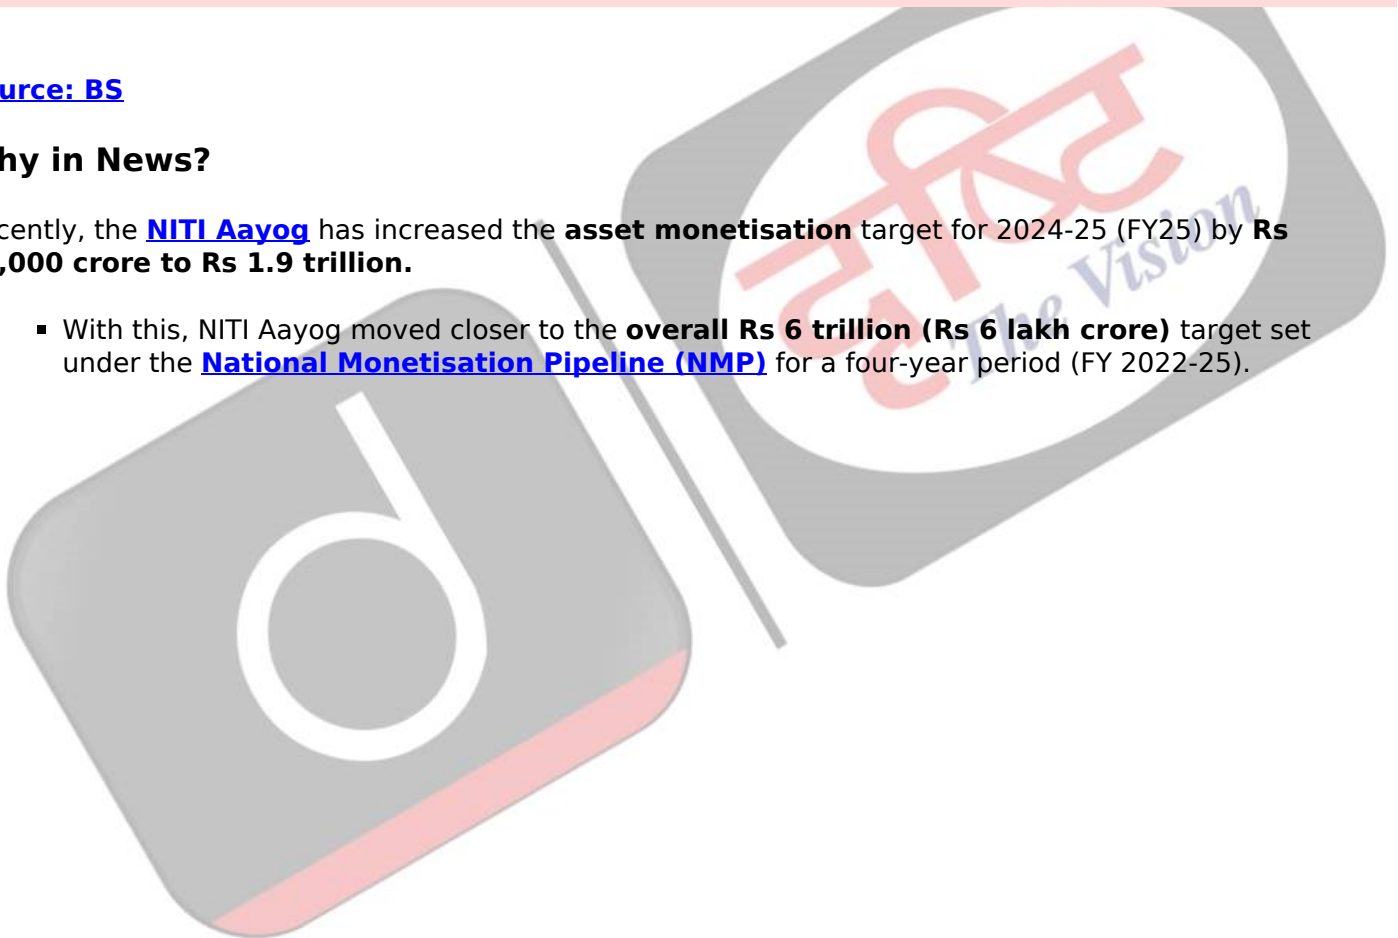 urce: BS
hy in News?
cently, the NITI Aayog has increased the asset monetisation target for 2024-25 (FY25) by Rs
,000 crore to Rs 1.9 trillion.
▪ With this, NITI Aayog moved closer to the overall Rs 6 trillion (Rs 6 lakh crore) target set
under the National Monetisation Pipeline (NMP) for a four-year period (FY 2022-25).
दृष्टि
The Vision
d